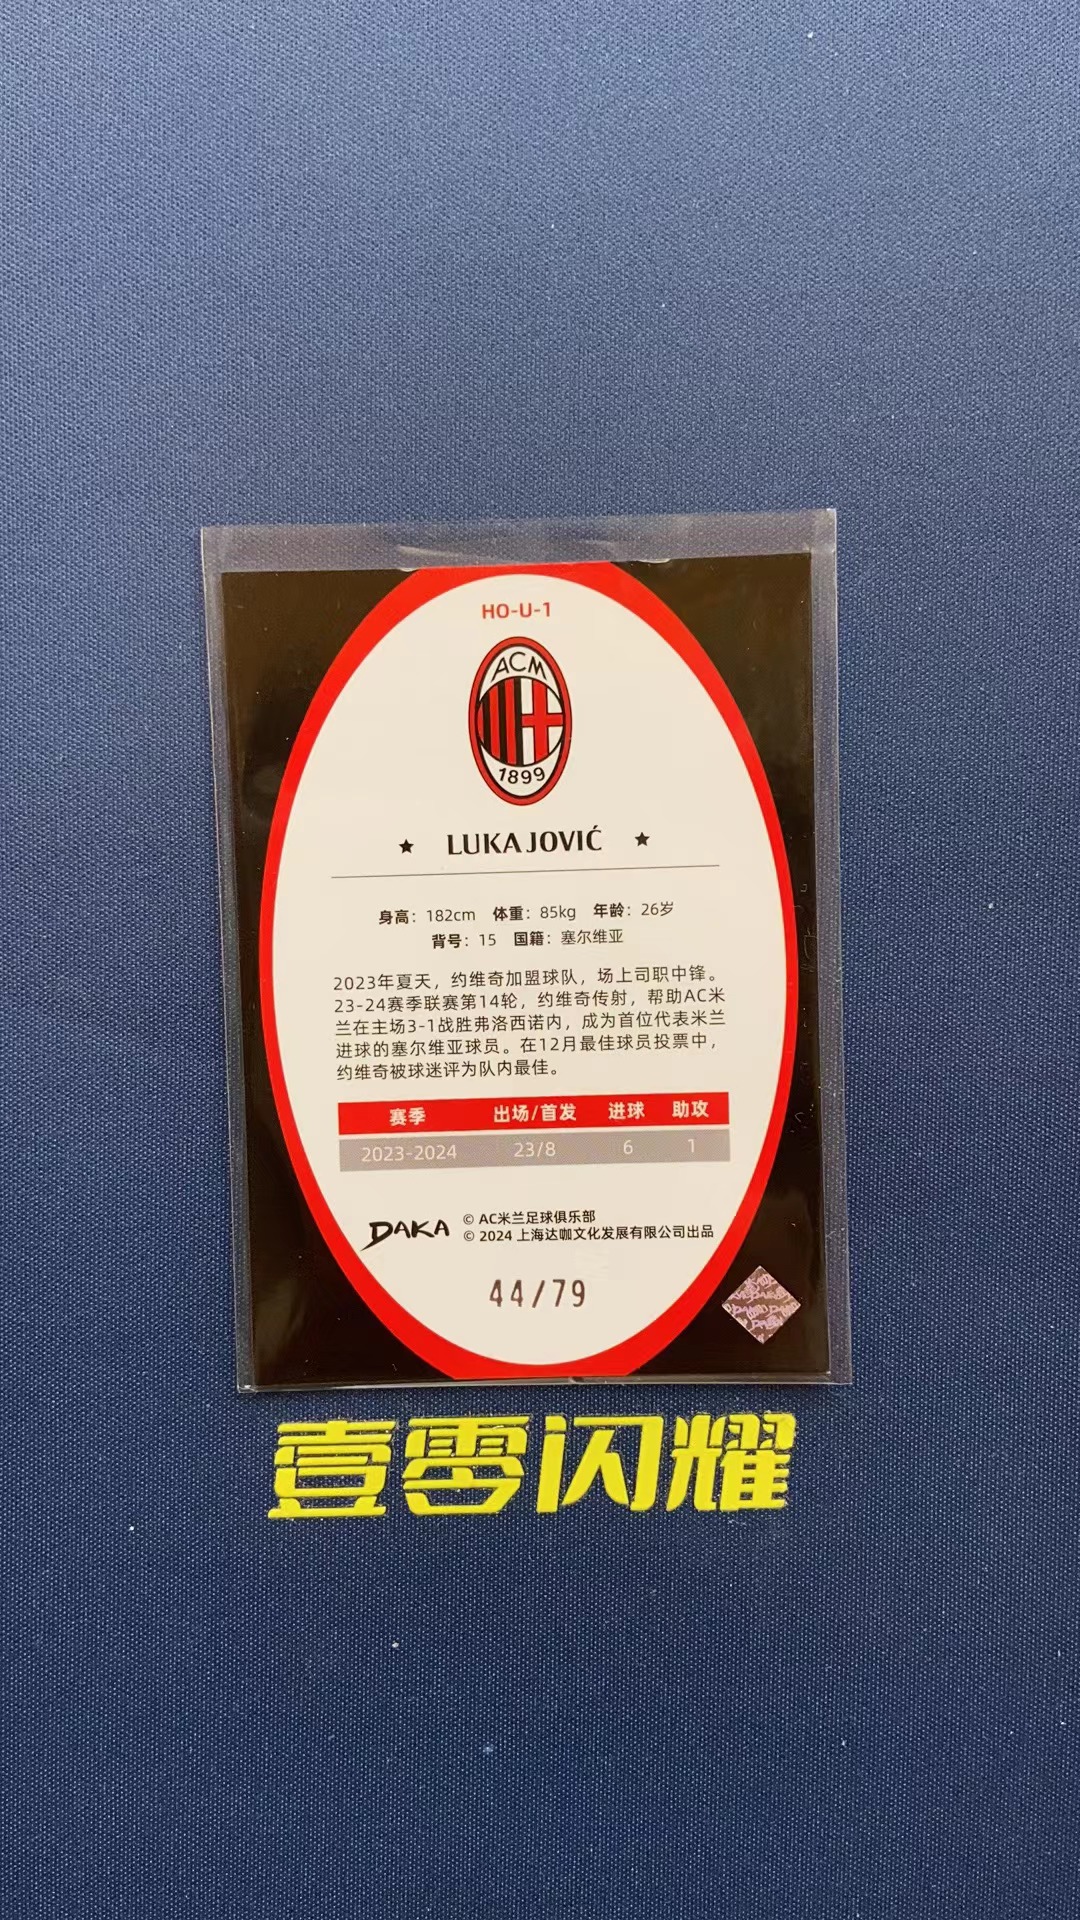 HO-U-1
ACM
1899
★ LUKA JOVIĆ ★
身高：182cm 体重：85kg 年龄：26岁
背号：15 国籍：塞尔维亚
2023年夏天，约维奇加盟球队，场上司职中锋。
23-24赛季联赛第14轮，约维奇传射，帮助AC米
兰在主场3-1战胜弗洛西诺内，成为首位代表米兰
进球的塞尔维亚球员。在12月最佳球员投票中，
约维奇被球迷评为队内最佳。
赛季 出场/首发 进球 助攻
2023-2024 23/8 6 1
DAKA © AC米兰足球俱乐部
© 2024 上海达咖文化发展有限公司出品
44/79
壹零闪耀